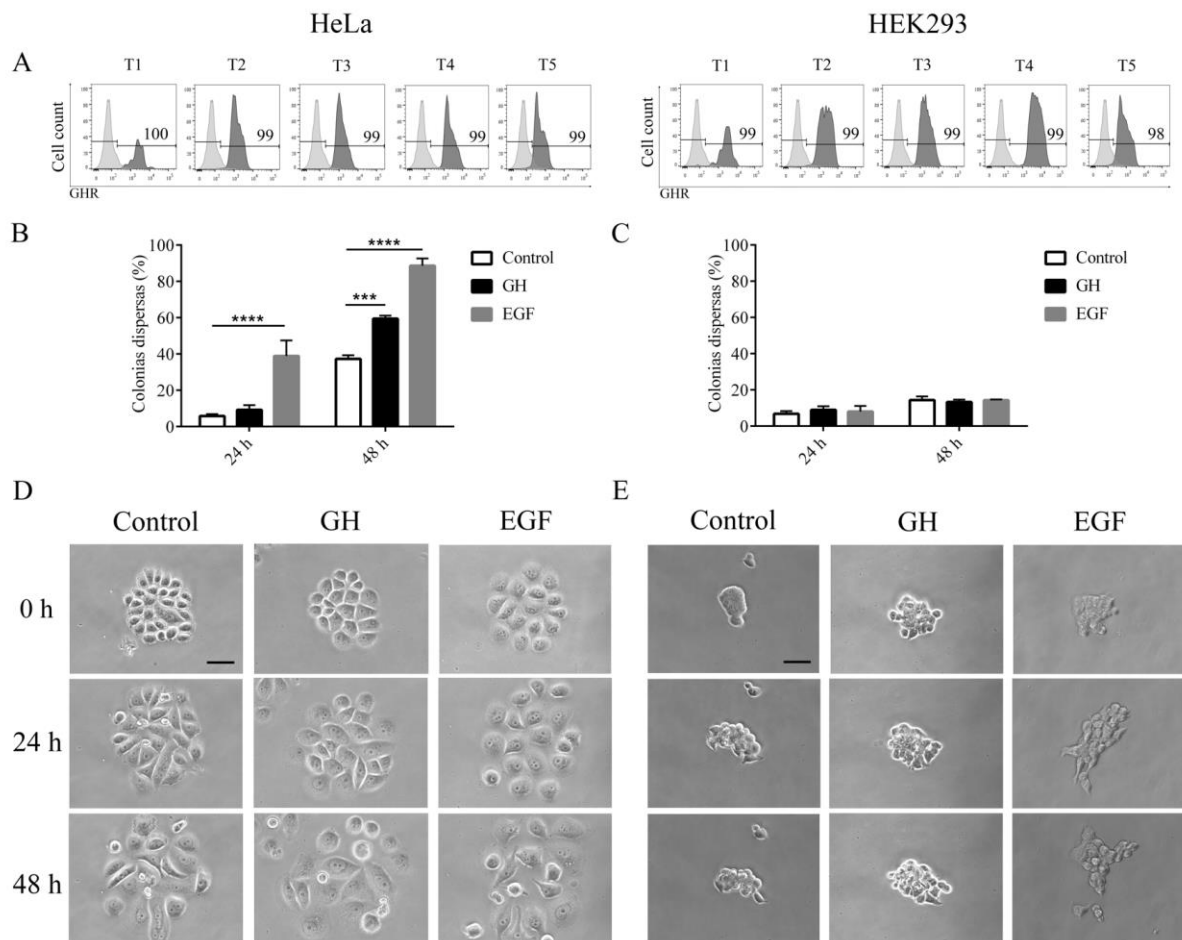 HeLa
HEK293
A
T1 T2 T3 T4 T5
T1 T2 T3 T4 T5
Cell count
100 99 99 99 99
Cell count
99 99 99 99 98
GHR
GHR
B
Colonias dispersas (%)
100
80
60
40
20
0
****
****
***
24 h
48 h
Control
GH
EGF
C
Colonias dispersas (%)
100
80
60
40
20
0
24 h
48 h
Control
GH
EGF
D
Control GH EGF
0 h
24 h
48 h
E
Control GH EGF